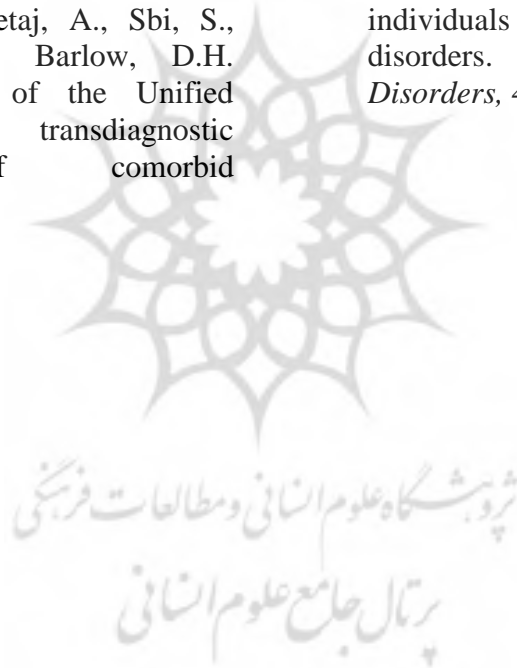 etaj, A., Sbi, S.,
Barlow, D.H.
of the Unified
transdiagnostic
f comorbid
individuals
disorders.
Disorders, 4
پژوهشگاه علوم انسانی و مطالعات فرهنگی
پرتال جامع علوم انسانی